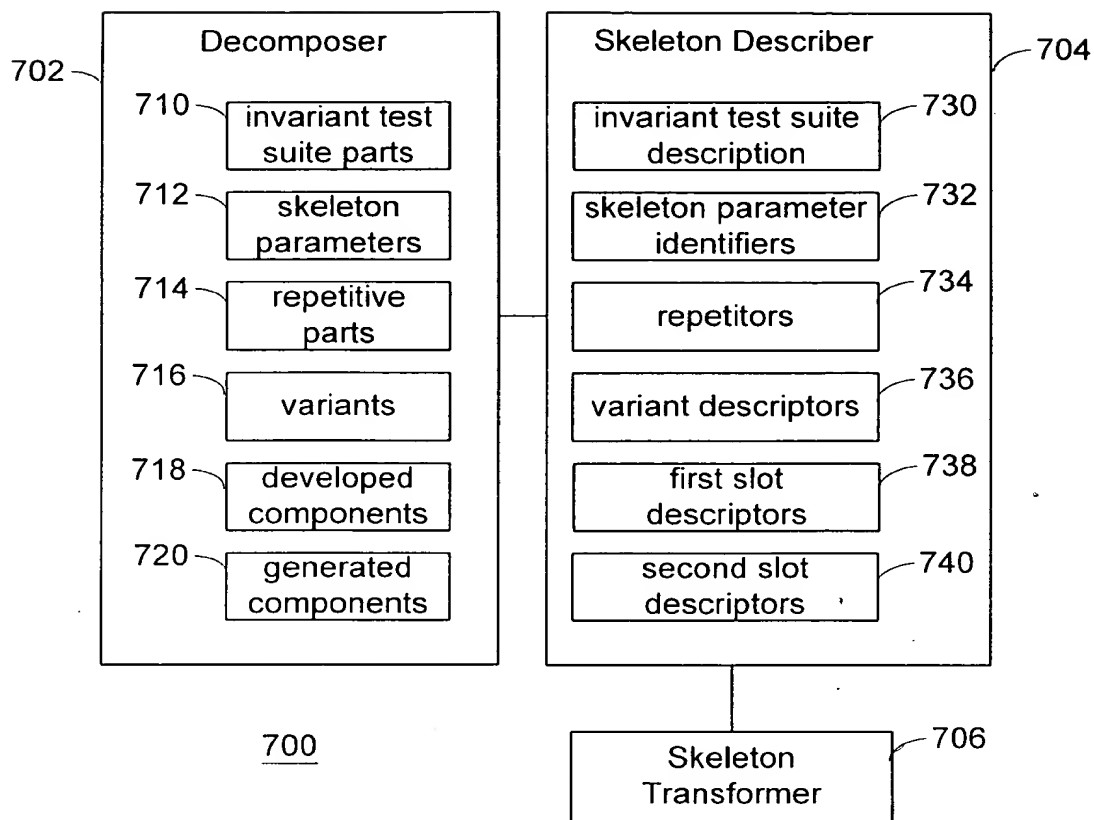 Decomposer
702
710
invariant test
suite parts
712
skeleton
parameters
714
repetitive
parts
716
variants
718
developed
components
720
generated
components
Skeleton Describer
704
invariant test suite
description
730
skeleton parameter
identifiers
732
repetitors
734
variant descriptors
736
first slot
descriptors
738
second slot
descriptors
740
700
Skeleton
Transformer
706